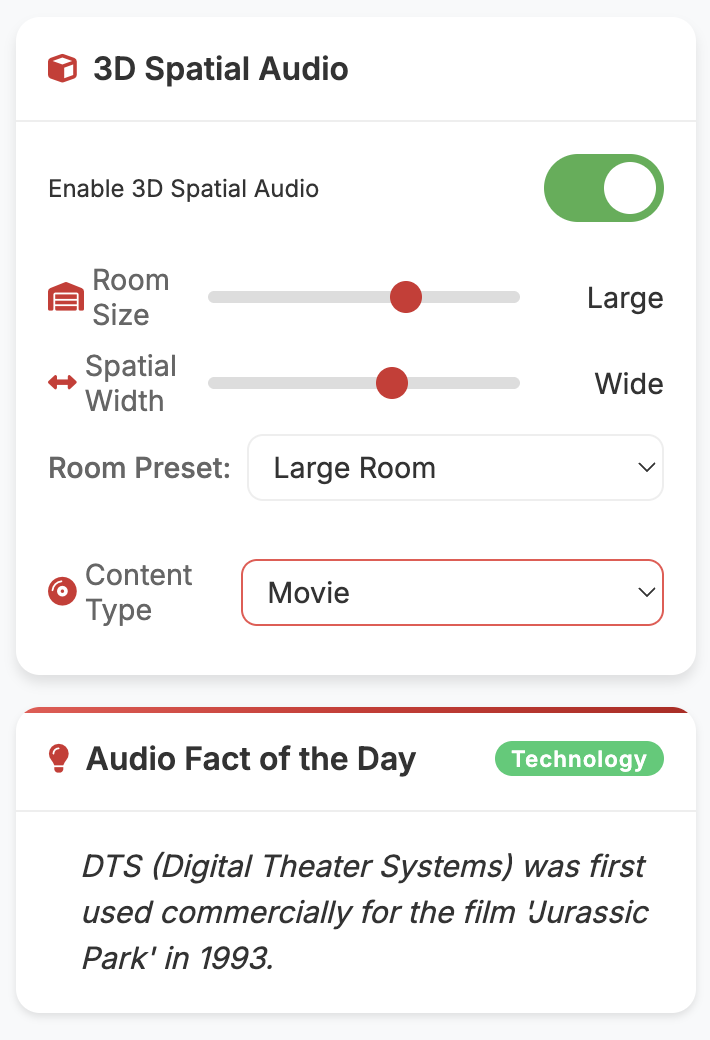 3D Spatial Audio
Enable 3D Spatial Audio
Room
Size
Large
Spatial
Width
Wide
Room Preset:
Large Room
Content
Type
Movie
Audio Fact of the Day
Technology
DTS (Digital Theater Systems) was first
used commercially for the film 'Jurassic
Park' in 1993.